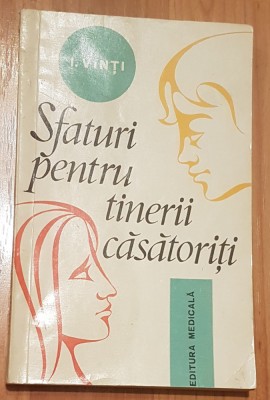 I. VINȚI
Sfaturi
pentru
tinerii
căsătoriți
EDITURA MEDICALĂ